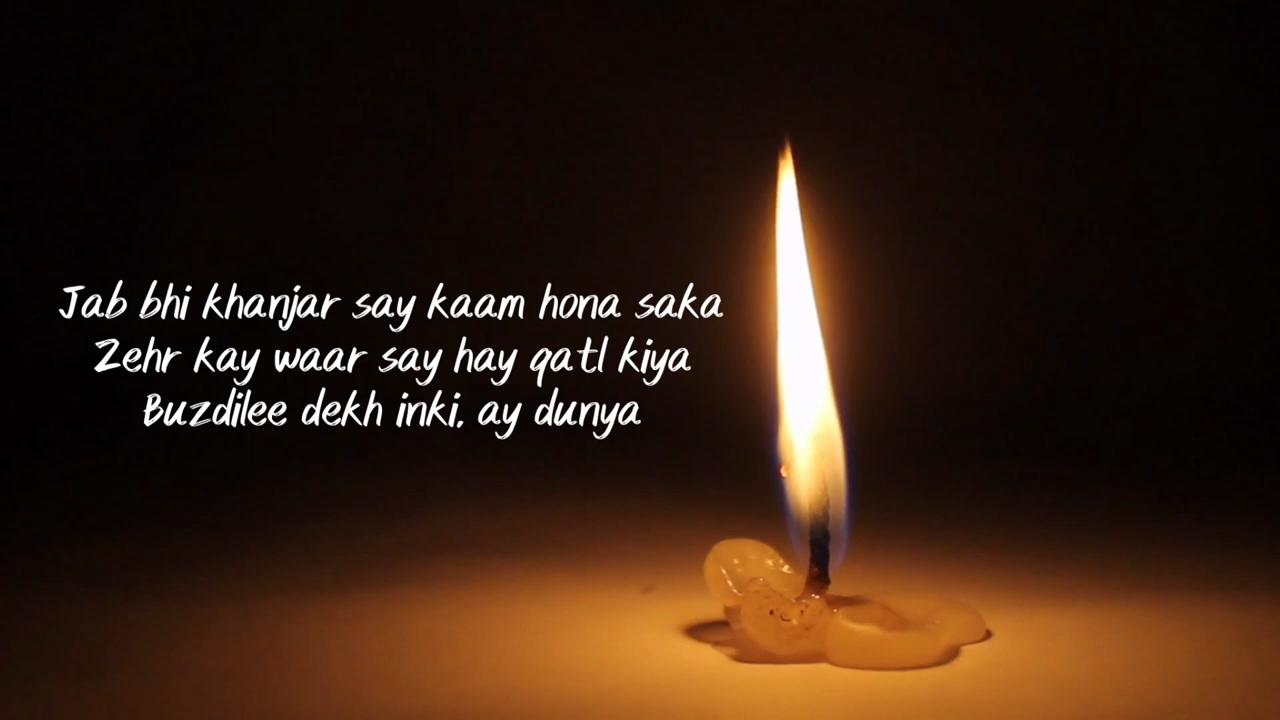 Jab bhi khanjar say kaam hona saka
Zehr kay waar say hay qatl kiya
Buzdilee dekh inki, ay dunya